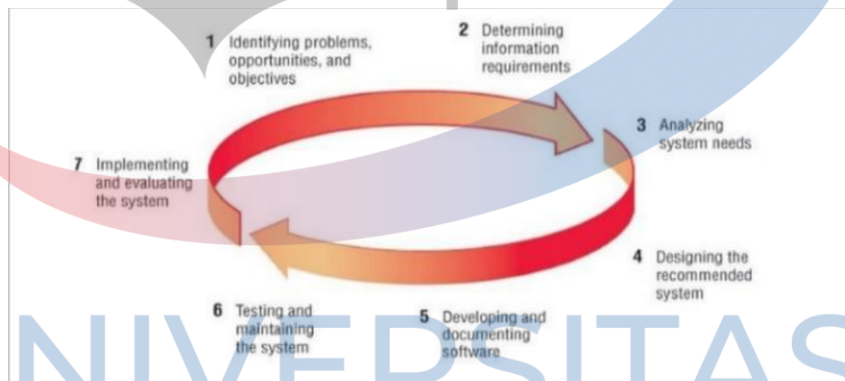 1 Identifying problems,
opportunities, and
objectives
2 Determining
information
requirements
3 Analyzing
system needs
4 Designing the
recommended
system
5 Developing and
documenting
software
6 Testing and
maintaining
the system
7 Implementing
and evaluating
the system
NIVERSITAS